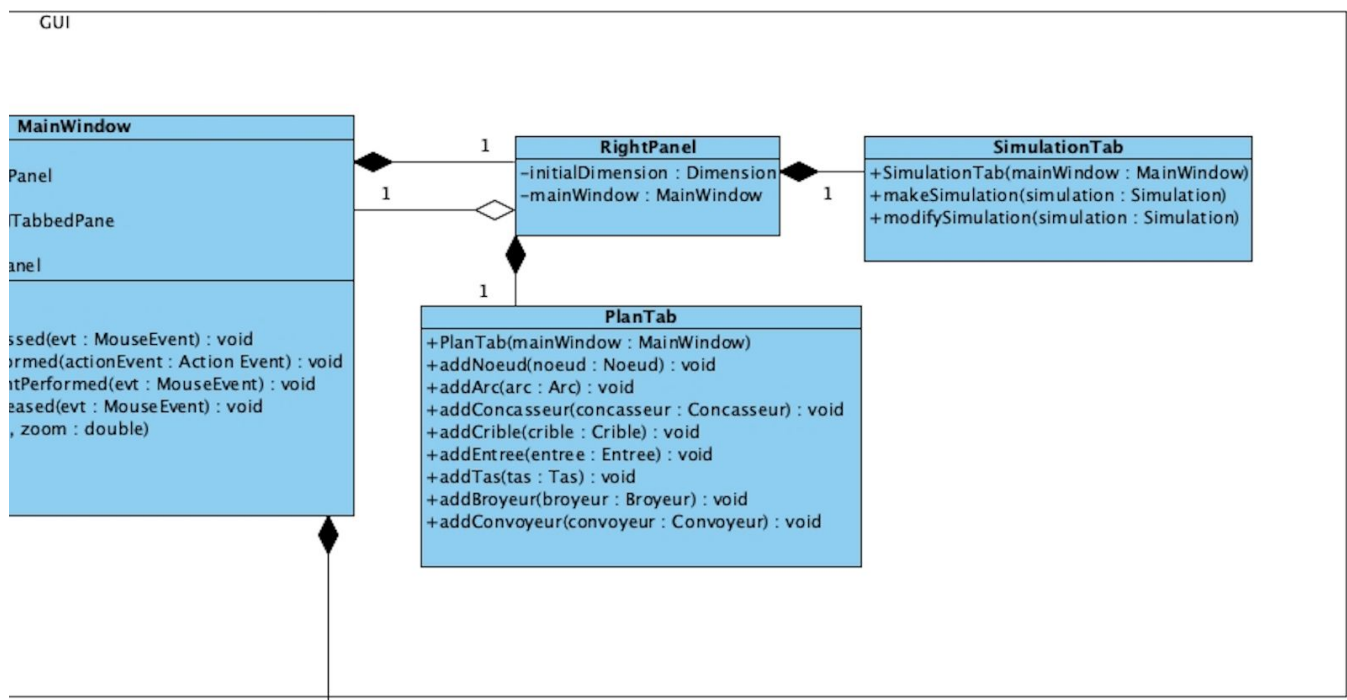 GUI
MainWindow
Panel
TabbedPane
anel
ssed(evt : MouseEvent) : void
ormed(actionEvent : Action Event) : void
ntPerformed(evt : MouseEvent) : void
eased(evt : MouseEvent) : void
, zoom : double)
1
1
RightPanel
-initialDimension : Dimension
-mainWindow : MainWindow
1
SimulationTab
+SimulationTab(mainWindow : MainWindow)
+makeSimulation(simulation : Simulation)
+modifySimulation(simulation : Simulation)
1
PlanTab
+PlanTab(mainWindow : MainWindow)
+addNoeud(noeud : Noeud) : void
+addArc(arc : Arc) : void
+addConcasseur(concasseur : Concasseur) : void
+addCrible(crible : Crible) : void
+addEntree(entree : Entree) : void
+addTas(tas : Tas) : void
+addBroyeur(broyeur : Broyeur) : void
+addConvoyeur(convoyeur : Convoyeur) : void